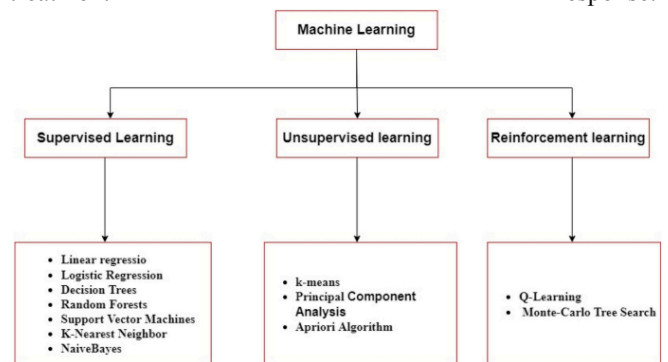 Machine Learning
Supervised Learning
Unsupervised learning
Reinforcement learning
• Linear regressio
• Logistic Regression
• Decision Trees
• Random Forests
• Support Vector Machines
• K-Nearest Neighbor
• NaiveBayes
• k-means
• Principal Component
Analysis
• Apriori Algorithm
• Q-Learning
• Monte-Carlo Tree Search